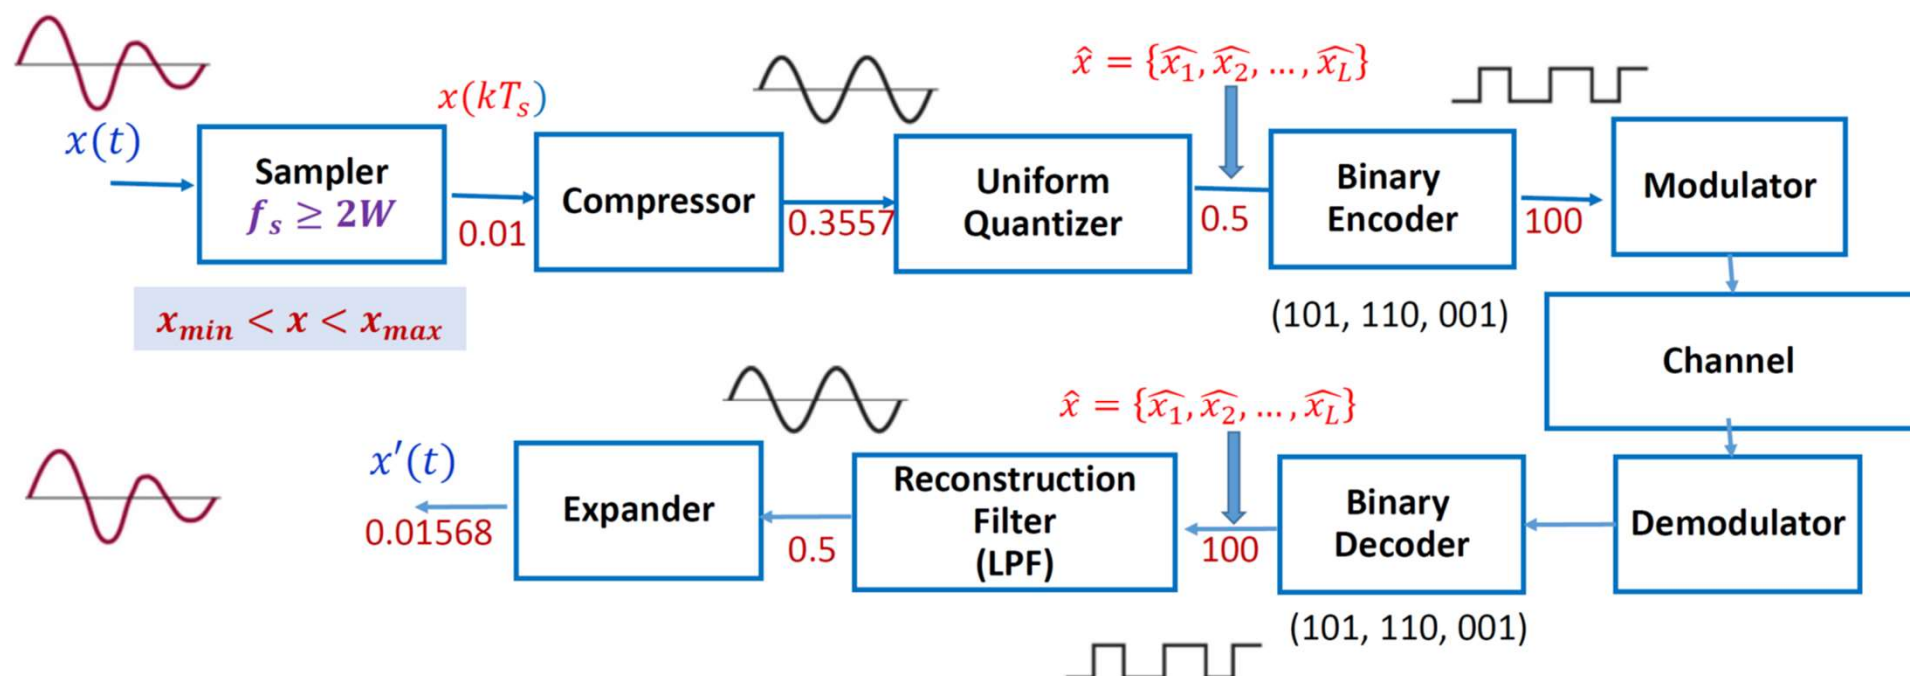 x(t)
Sampler
f_s ≥ 2W
x(kT_s)
0.01
x_min < x < x_max
Compressor
0.3557
Uniform
Quantizer
x̂ = {x̂_1, x̂_2, …, x̂_L}
0.5
Binary
Encoder
(101, 110, 001)
100
Modulator
Channel
Demodulator
Binary
Decoder
(101, 110, 001)
x̂ = {x̂_1, x̂_2, …, x̂_L}
100
Reconstruction
Filter
(LPF)
0.5
Expander
x′(t)
0.01568